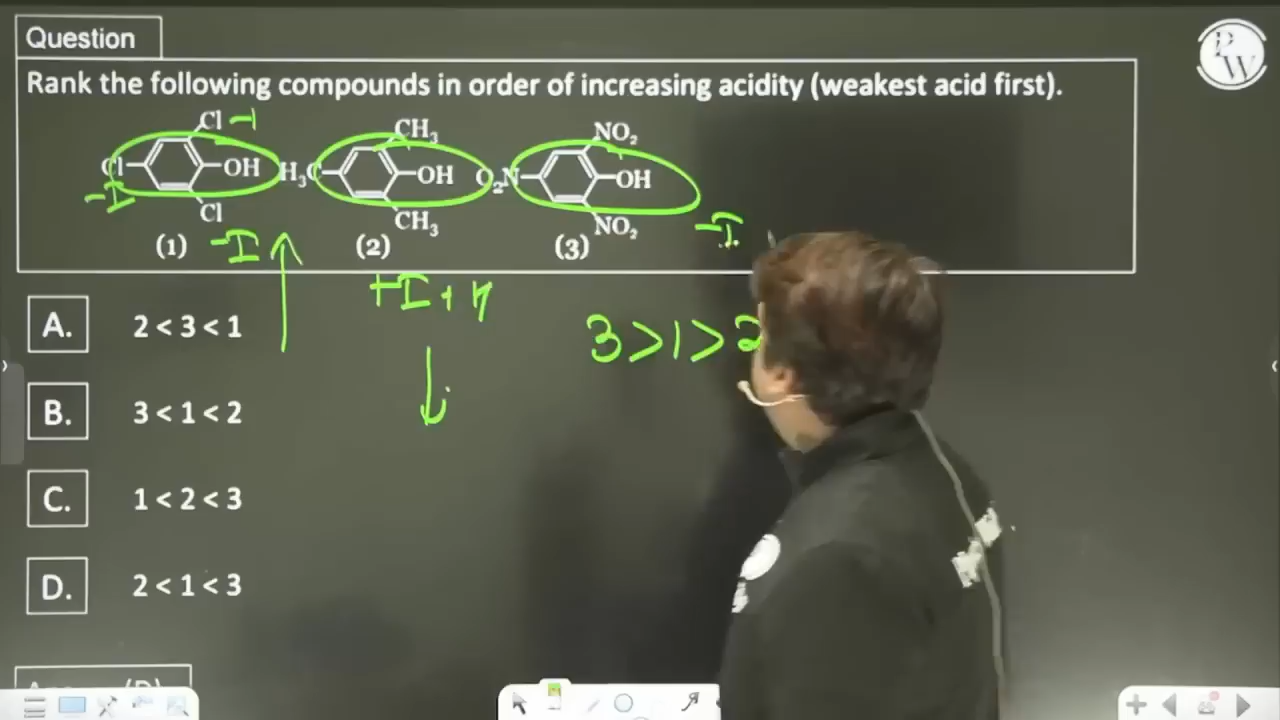 Question
PW
Rank the following compounds in order of increasing acidity (weakest acid first).
Cl -I CH₃ NO₂
Cl OH H₃C OH O₂N OH
-I
Cl CH₃ NO₂
-I
(1) -I (2) (3)
+I + H
A. 2 < 3 < 1
3 > 1 > 2
B. 3 < 1 < 2
C. 1 < 2 < 3
D. 2 < 1 < 3